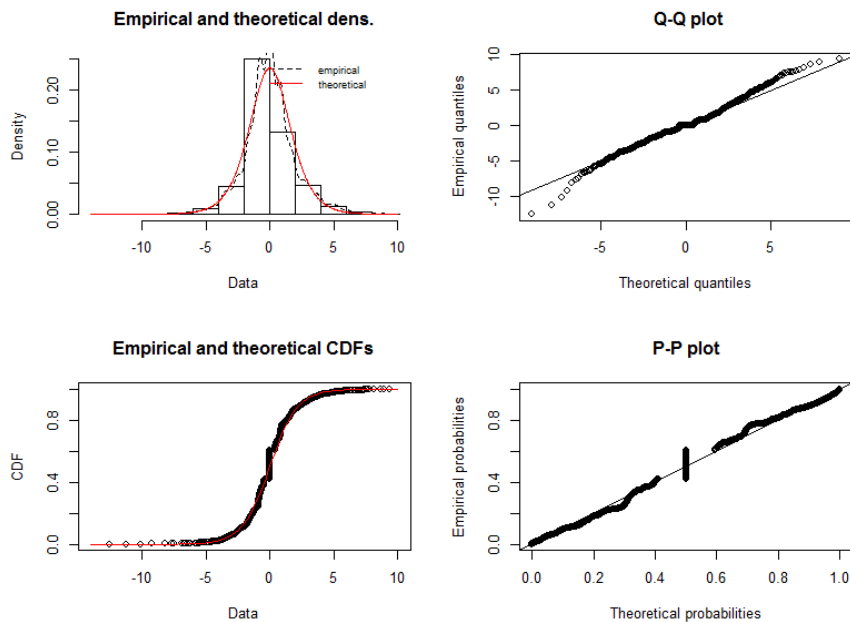 Empirical and theoretical dens.
Density
0.00
0.10
0.20
empirical
theoretical
-10
-5
0
5
10
Data
Q-Q plot
Empirical quantiles
10
5
0
-5
-10
-5
0
5
Theoretical quantiles
Empirical and theoretical CDFs
CDF
0.0
0.4
0.8
-10
-5
0
5
10
Data
P-P plot
Empirical probabilities
0.0
0.4
0.8
0.0
0.2
0.4
0.6
0.8
1.0
Theoretical probabilities